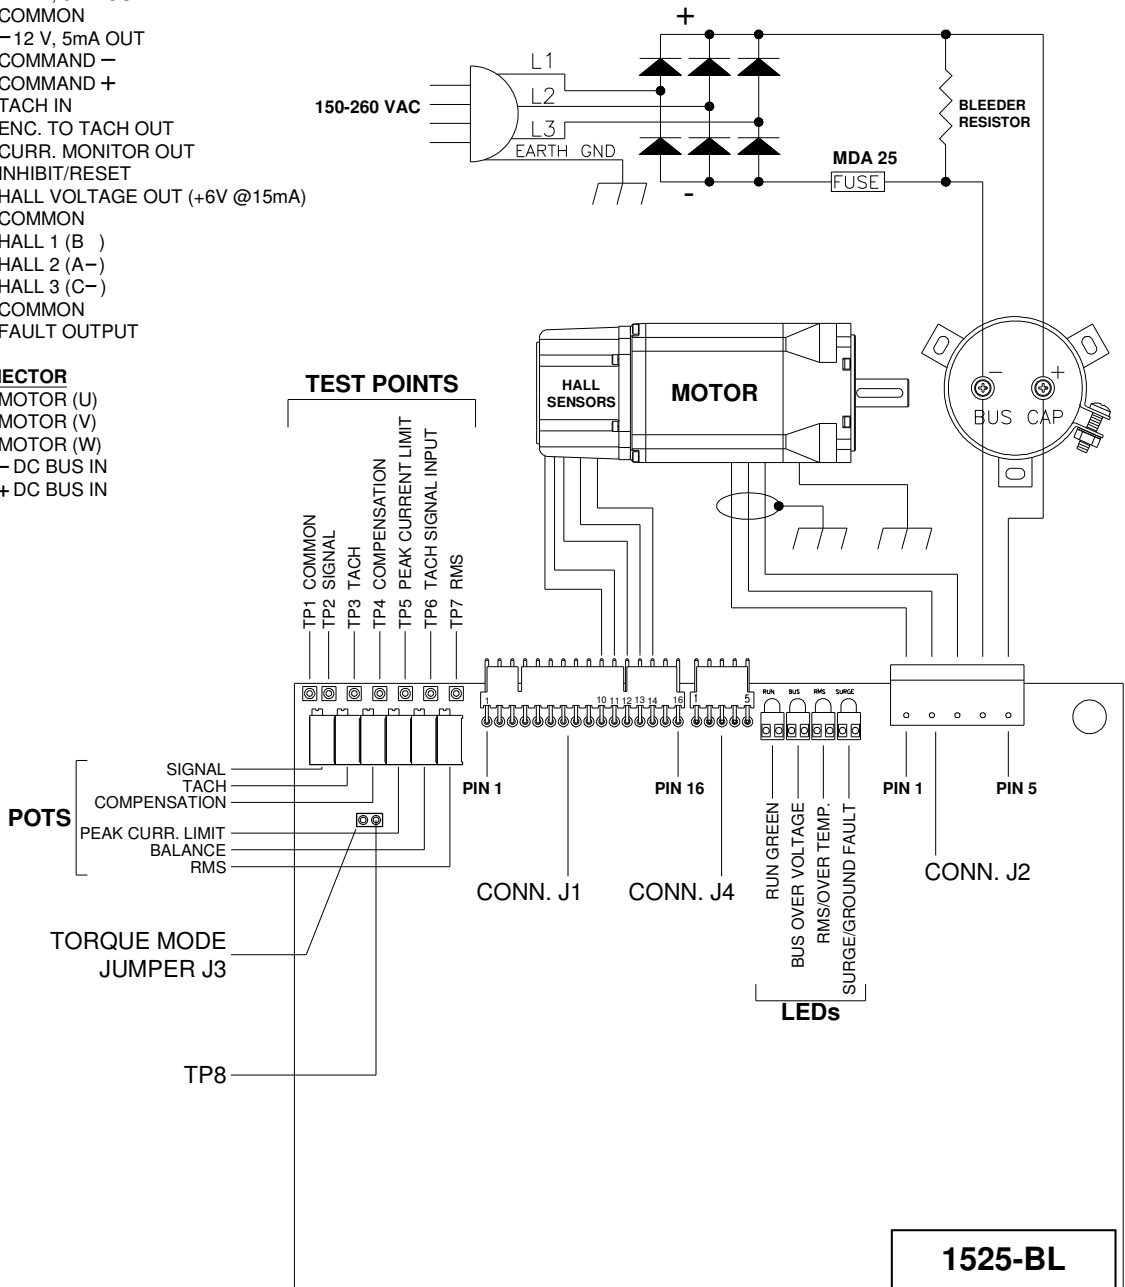 COMMON
−12 V, 5mA OUT
COMMAND −
COMMAND +
TACH IN
ENC. TO TACH OUT
CURR. MONITOR OUT
INHIBIT/RESET
HALL VOLTAGE OUT (+6V @15mA)
COMMON
HALL 1 (B )
HALL 2 (A−)
HALL 3 (C−)
COMMON
FAULT OUTPUT
MOTOR (U)
MOTOR (V)
MOTOR (W)
− DC BUS IN
+ DC BUS IN
150-260 VAC
L1
L2
L3
EARTH GND
+
-
MDA 25
FUSE
BLEEDER
RESISTOR
HALL
SENSORS
MOTOR
− +
BUS CAP
TEST POINTS
TP1 COMMON
TP2 SIGNAL
TP3 TACH
TP4 COMPENSATION
TP5 PEAK CURRENT LIMIT
TP6 TACH SIGNAL INPUT
TP7 RMS
1 10 11 12 13 14 16
1 5
RUN BUS RMS SURGE
PIN 1
PIN 16
PIN 1
PIN 5
POTS
SIGNAL
TACH
COMPENSATION
PEAK CURR. LIMIT
BALANCE
RMS
CONN. J1
CONN. J4
CONN. J2
RUN GREEN
BUS OVER VOLTAGE
RMS/OVER TEMP.
SURGE/GROUND FAULT
LEDs
TORQUE MODE
JUMPER J3
TP8
1525-BL